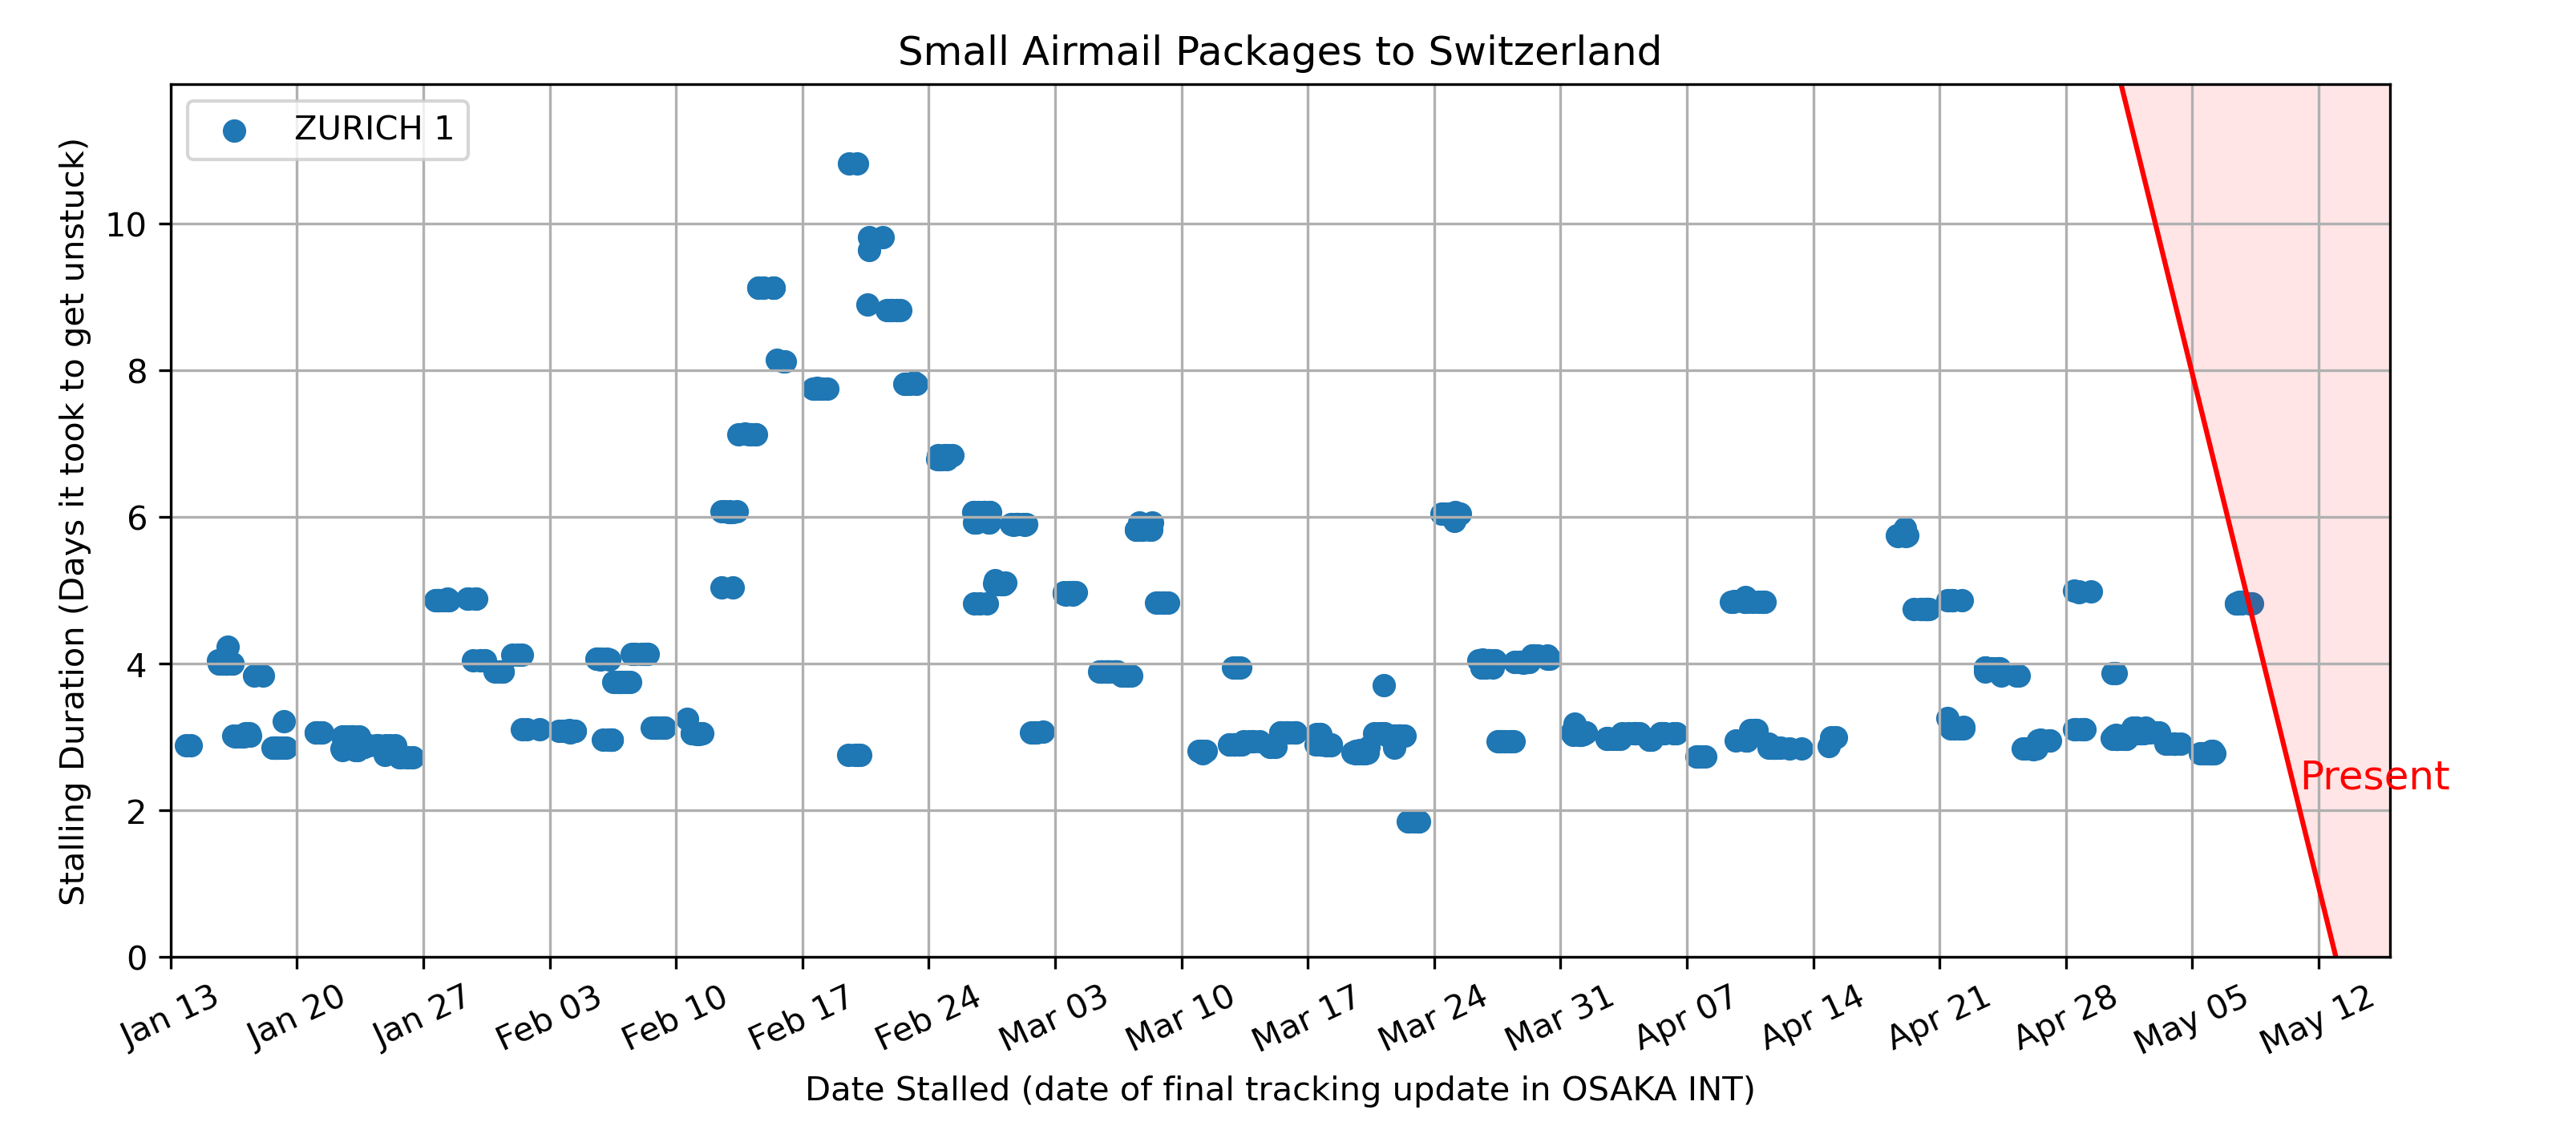 Small Airmail Packages to Switzerland
ZURICH 1
Stalling Duration (Days it took to get unstuck)
10
8
6
4
2
0
Present
Jan 13 Jan 20 Jan 27 Feb 03 Feb 10 Feb 17 Feb 24 Mar 03 Mar 10 Mar 17 Mar 24 Mar 31 Apr 07 Apr 14 Apr 21 Apr 28 May 05 May 12
Date Stalled (date of final tracking update in OSAKA INT)